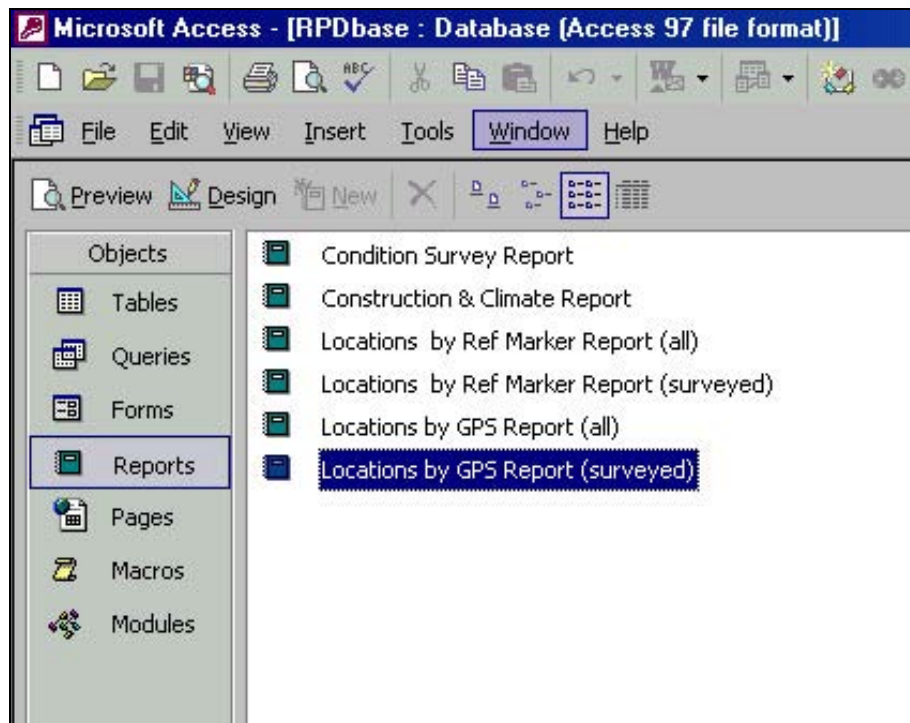 Microsoft Access - [RPDbase : Database (Access 97 file format)]
ABC
File Edit View Insert Tools Window Help
Preview Design New
Objects
Tables
Queries
Forms
Reports
Pages
Macros
Modules
Condition Survey Report
Construction & Climate Report
Locations  by Ref Marker Report (all)
Locations  by Ref Marker Report (surveyed)
Locations by GPS Report (all)
Locations by GPS Report (surveyed)